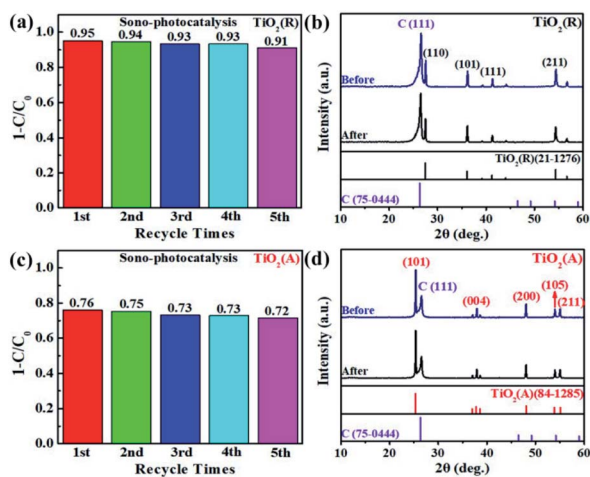 (a)
Sono-photocatalysis TiO2(R)
0.95 0.94 0.93 0.93 0.91
1.0
0.8
0.6
0.4
0.2
0.0
1-C/C0
1st 2nd 3rd 4th 5th
Recycle Times
(b)
C (111)
TiO2(R)
(110)
(101)
(111)
(211)
Before
After
TiO2(R)(21-1276)
C (75-0444)
Intensity (a.u.)
10 20 30 40 50 60
2θ (deg.)
(c)
Sono-photocatalysis TiO2(A)
0.76 0.75 0.73 0.73 0.72
1.0
0.8
0.6
0.4
0.2
0.0
1-C/C0
1st 2nd 3rd 4th 5th
Recycle Times
(d)
TiO2(A)
(101)
C (111)
(004)
(200)
(105)
(211)
Before
After
TiO2(A)(84-1285)
C (75-0444)
Intensity (a.u.)
10 20 30 40 50 60
2θ (deg.)